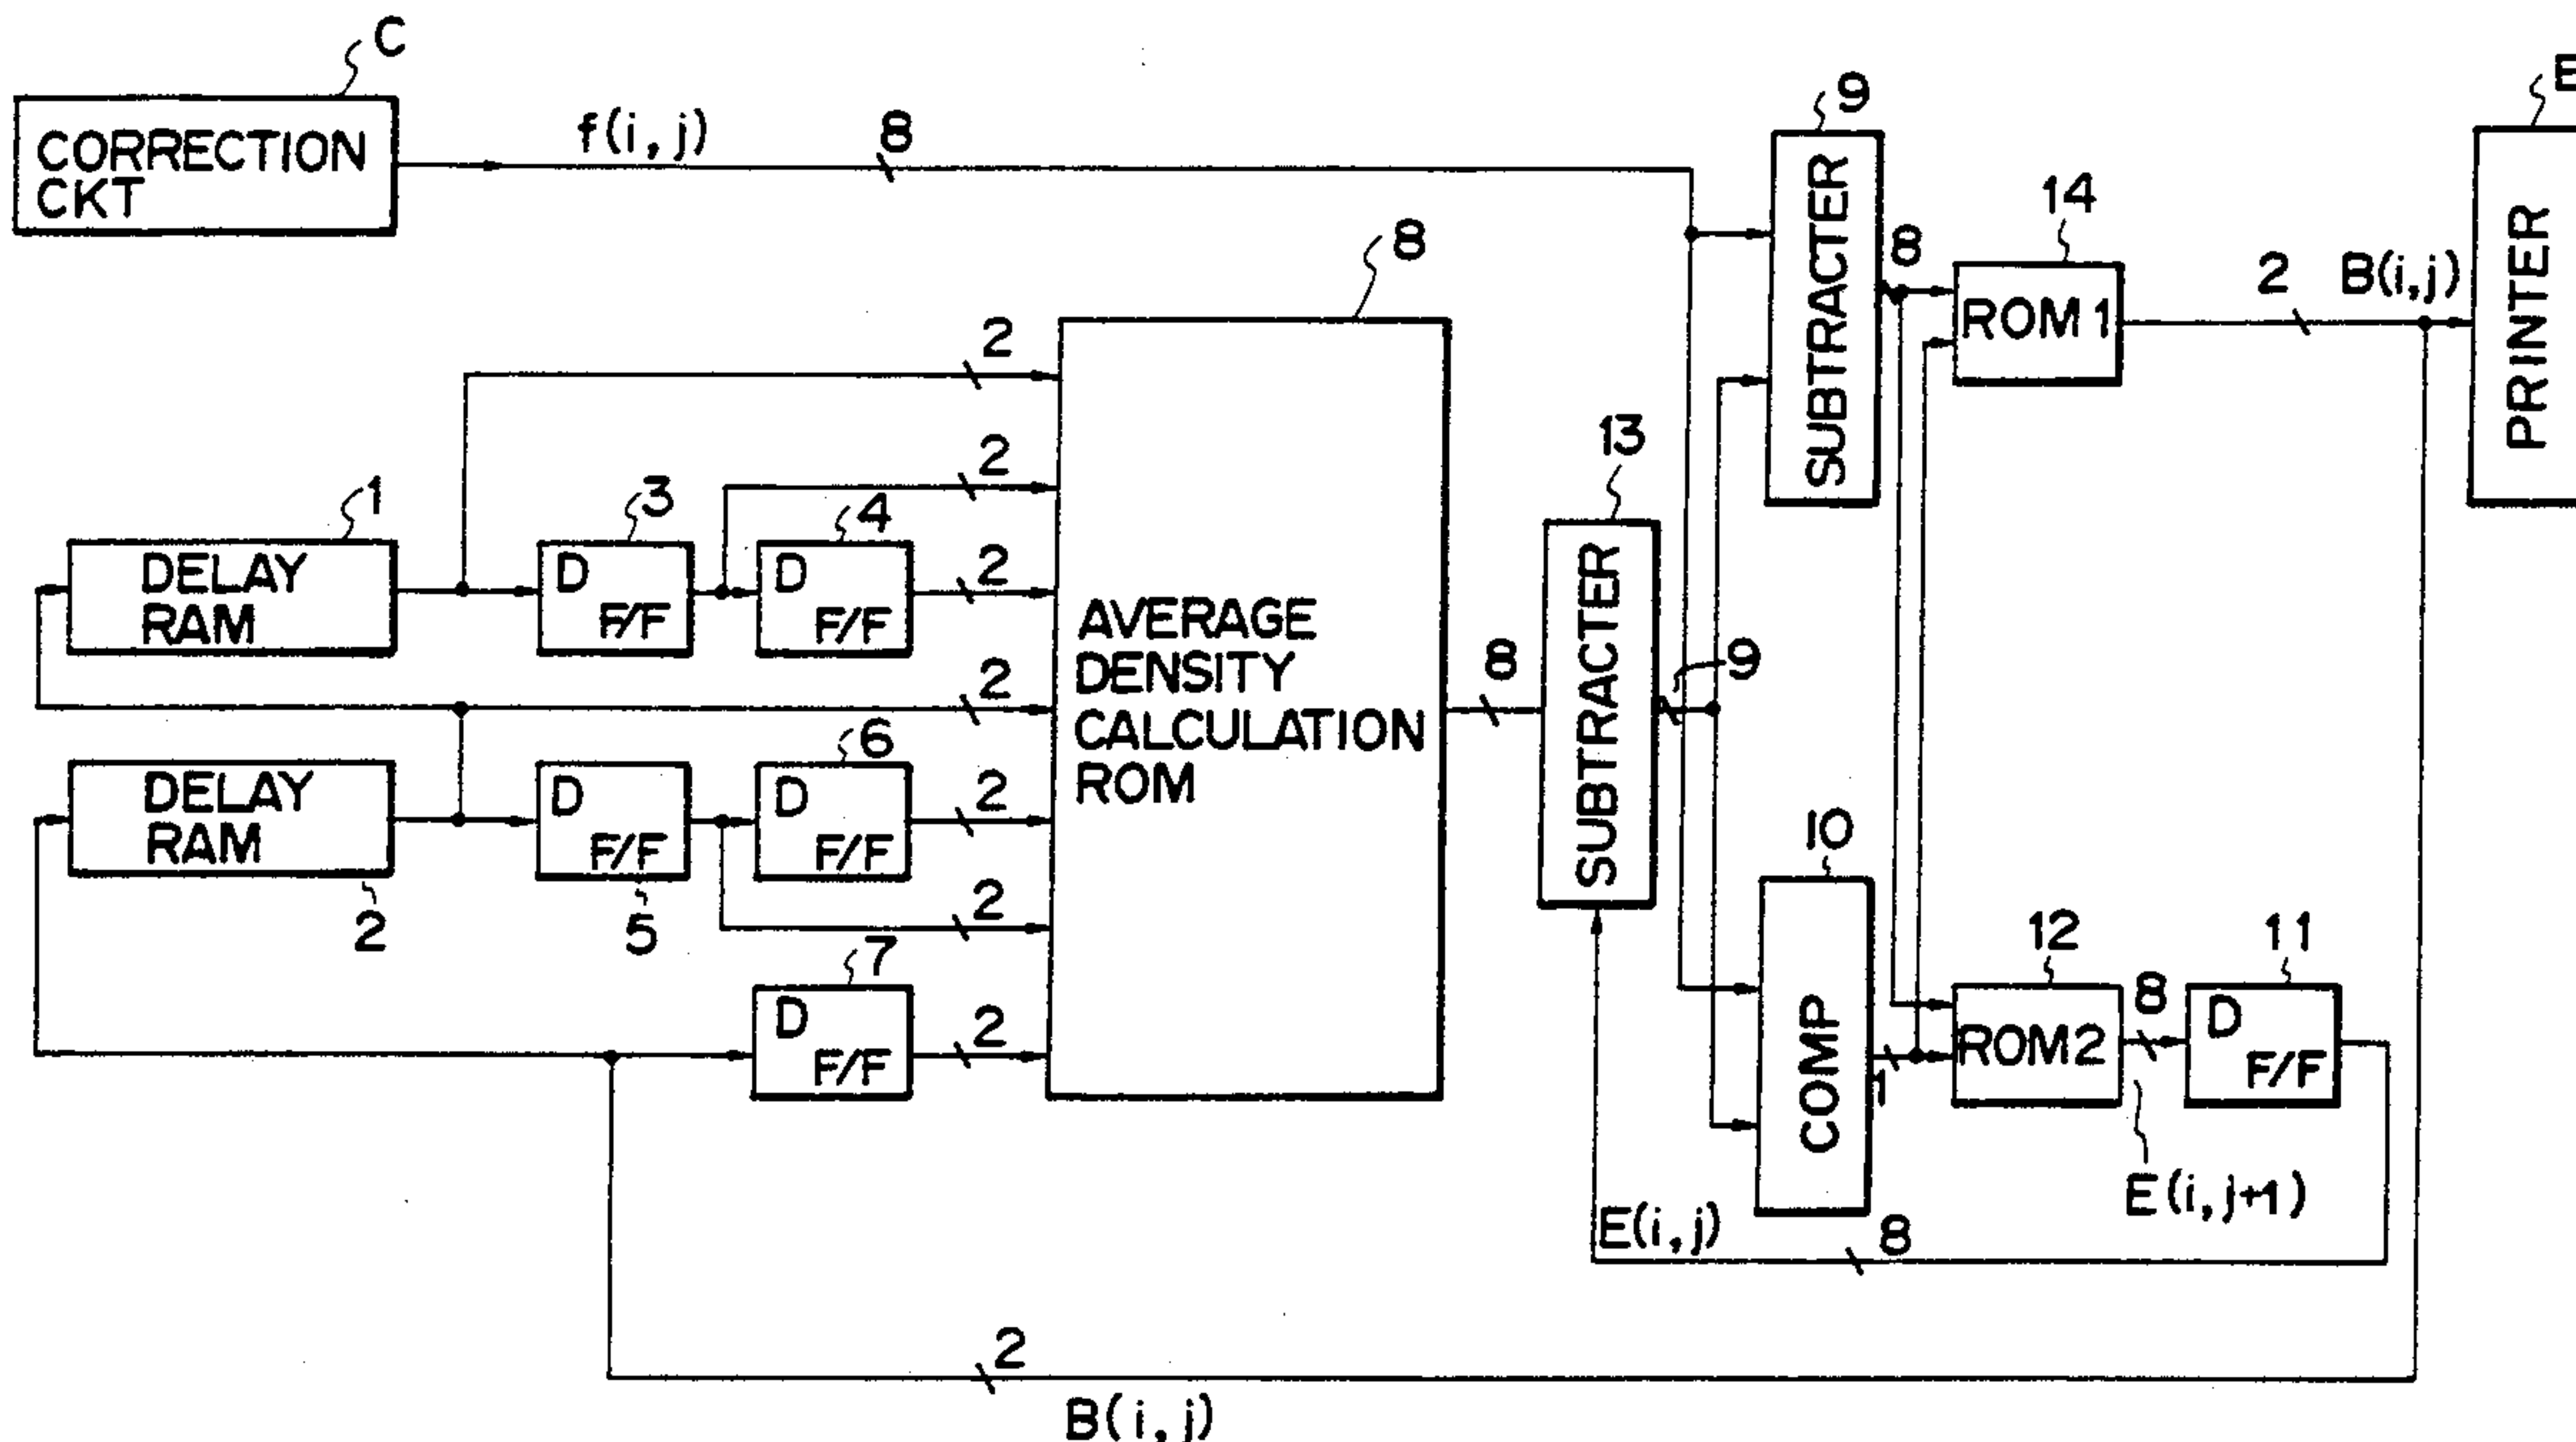 C
CORRECTION
CKT
f(i,j)
8
9
SUBTRACTER
8
14
ROM 1
2
B(i,j)
E
PRINTER
8
2
2
2
2
2
2
2
1
DELAY
RAM
3
D
F/F
4
D
F/F
AVERAGE
DENSITY
CALCULATION
ROM
8
13
SUBTRACTER
9
DELAY
RAM
2
D
F/F
5
6
D
F/F
7
D
F/F
10
COMP
1
12
ROM2
8
11
D
F/F
E(i,j+1)
E(i,j)
8
2
B(i,j)